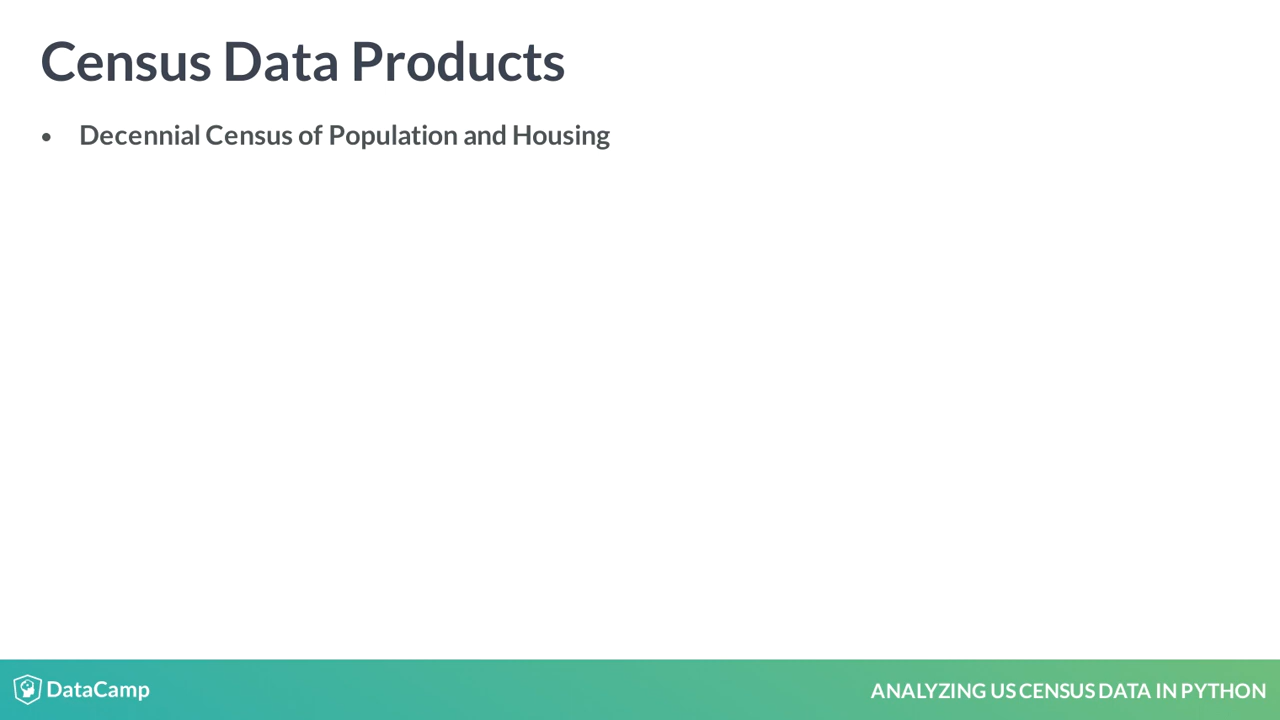 Census Data Products
• Decennial Census of Population and Housing
DataCamp
ANALYZING US CENSUS DATA IN PYTHON